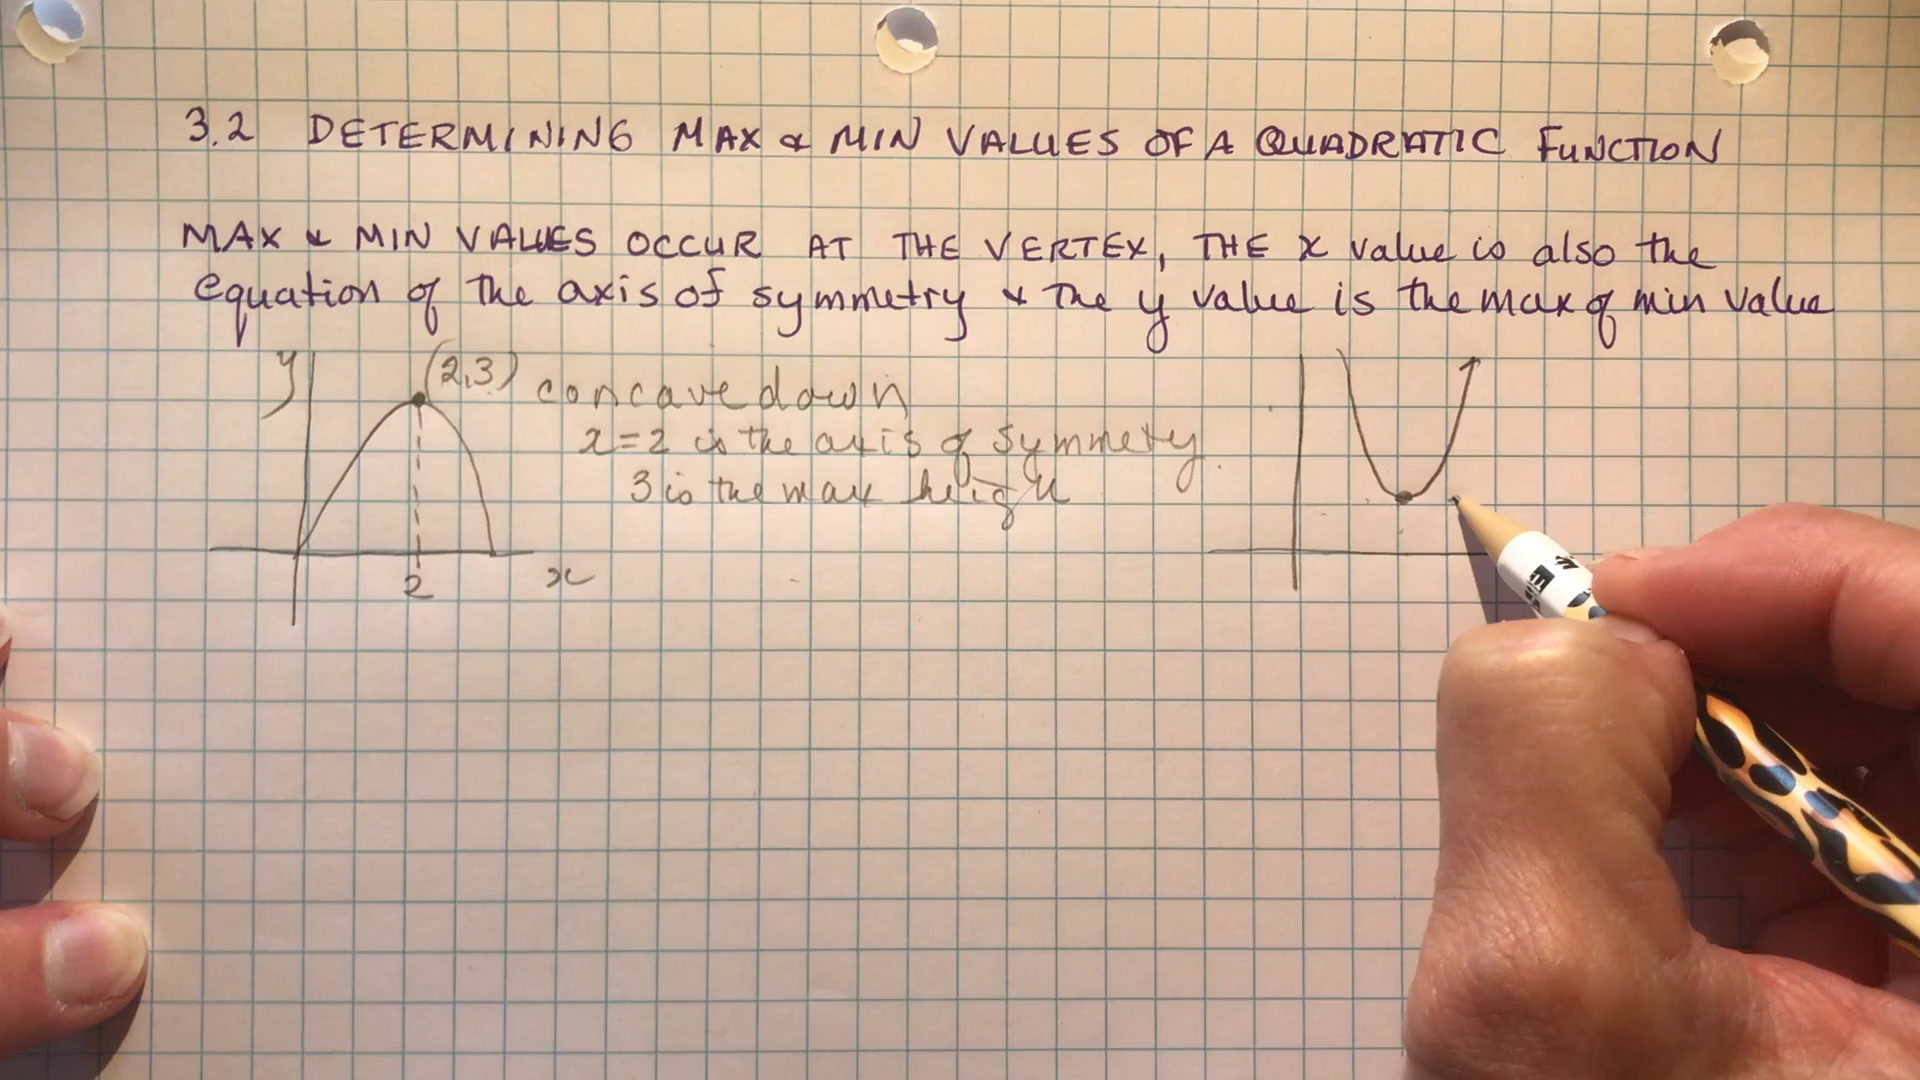 3.2 DETERMINING MAX & MIN VALUES OF A QUADRATIC FUNCTION
MAX & MIN VALUES OCCUR AT THE VERTEX, THE x value is also the
equation of the axis of symmetry & the y value is the max of min value
y
(2,3) concave down
x=2 is the axis of symmetry
3 is the max
2
x